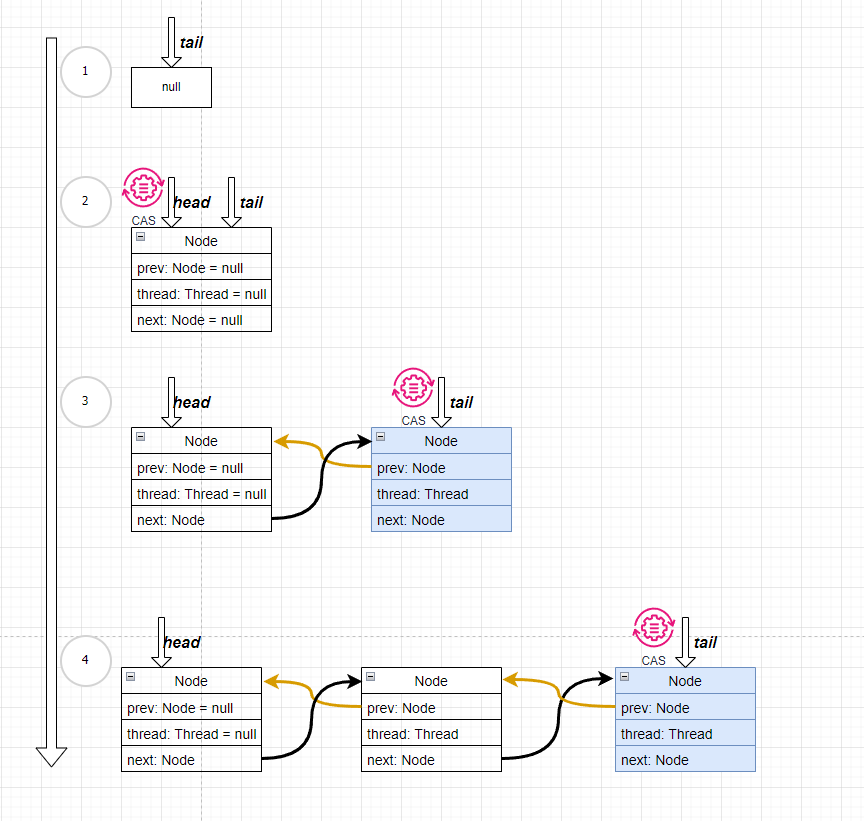 tail
1
null
2
head
tail
CAS
Node
prev: Node = null
thread: Thread = null
next: Node = null
3
head
tail
CAS
Node
prev: Node = null
thread: Thread = null
next: Node
Node
prev: Node
thread: Thread
next: Node
4
head
tail
CAS
Node
prev: Node = null
thread: Thread = null
next: Node
Node
prev: Node
thread: Thread
next: Node
Node
prev: Node
thread: Thread
next: Node